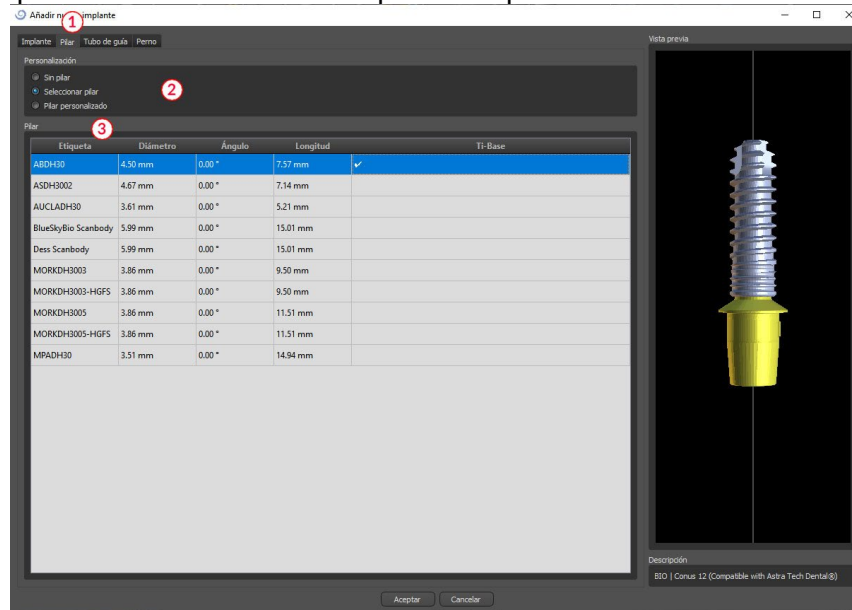 Añadir nu implante
1
Implante Pilar Tubo de guía Perno
Vista previa
Personalización
Sin pilar
Seleccionar pilar
Pilar personalizado
2
Pilar
3
Etiqueta Diámetro Ángulo Longitud Ti-Base
ABDH30 4.50 mm 0.00 ° 7.57 mm ✔
ASDH3002 4.67 mm 0.00 ° 7.14 mm
AUCLADH30 3.61 mm 0.00 ° 5.21 mm
BlueSkyBio Scanbody 5.99 mm 0.00 ° 15.01 mm
Dess Scanbody 5.99 mm 0.00 ° 15.01 mm
MORKDH3003 3.86 mm 0.00 ° 9.50 mm
MORKDH3003-HGFS 3.86 mm 0.00 ° 9.50 mm
MORKDH3005 3.86 mm 0.00 ° 11.51 mm
MORKDH3005-HGFS 3.86 mm 0.00 ° 11.51 mm
MPADH30 3.51 mm 0.00 ° 14.94 mm
Descripción
BIO | Conus 12 (Compatible with Astra Tech Dental®)
Aceptar Cancelar